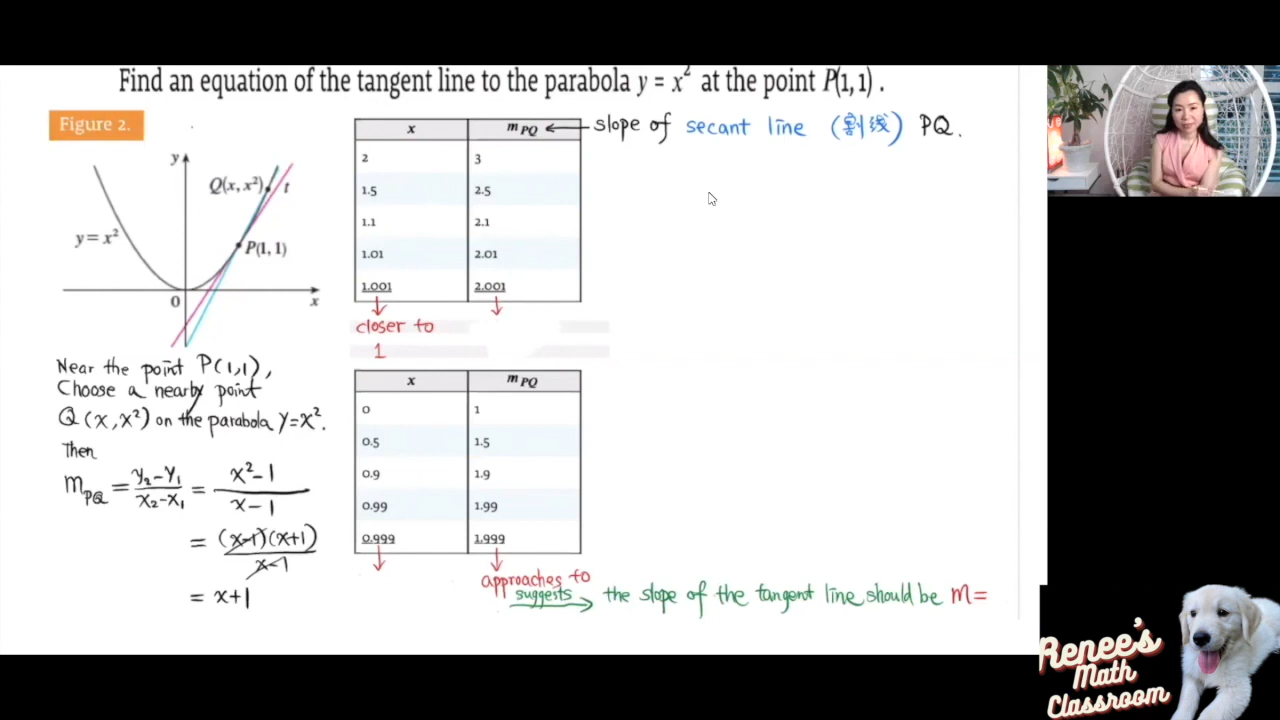 Find an equation of the tangent line to the parabola y = x² at the point P(1, 1) .
Figure 2.
y
Q(x, x²)
t
y = x²
P(1, 1)
0
x
x m PQ
2 3
1.5 2.5
1.1 2.1
1.01 2.01
1.001 2.001
← slope of secant line (割线) PQ.
↓ ↓
closer to
1
Near the point P(1,1),
Choose a nearby point
Q(x, x²) on the parabola y=x².
Then
m PQ = y₂-y₁/x₂-x₁ = x²-1/x-1
= (x-1)(x+1)/x-1
= x+1
x m PQ
0 1
0.5 1.5
0.9 1.9
0.99 1.99
0.999 1.999
↓ ↓
approaches to
suggests → the slope of the tangent line should be m=
Renee's
Math
Classroom